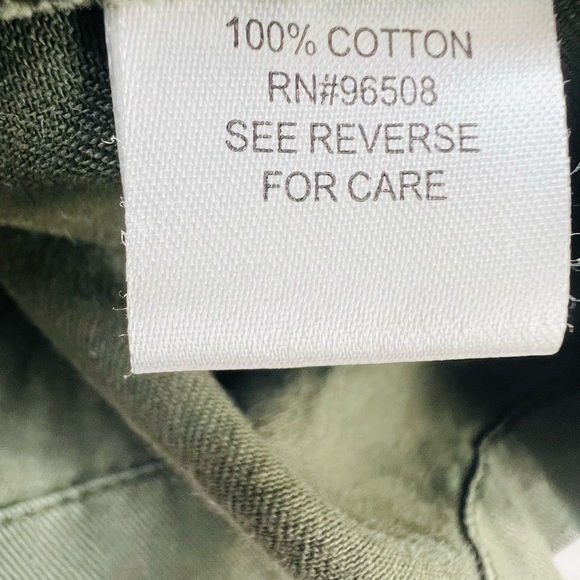 100% COTTON
RN#96508
SEE REVERSE
FOR CARE